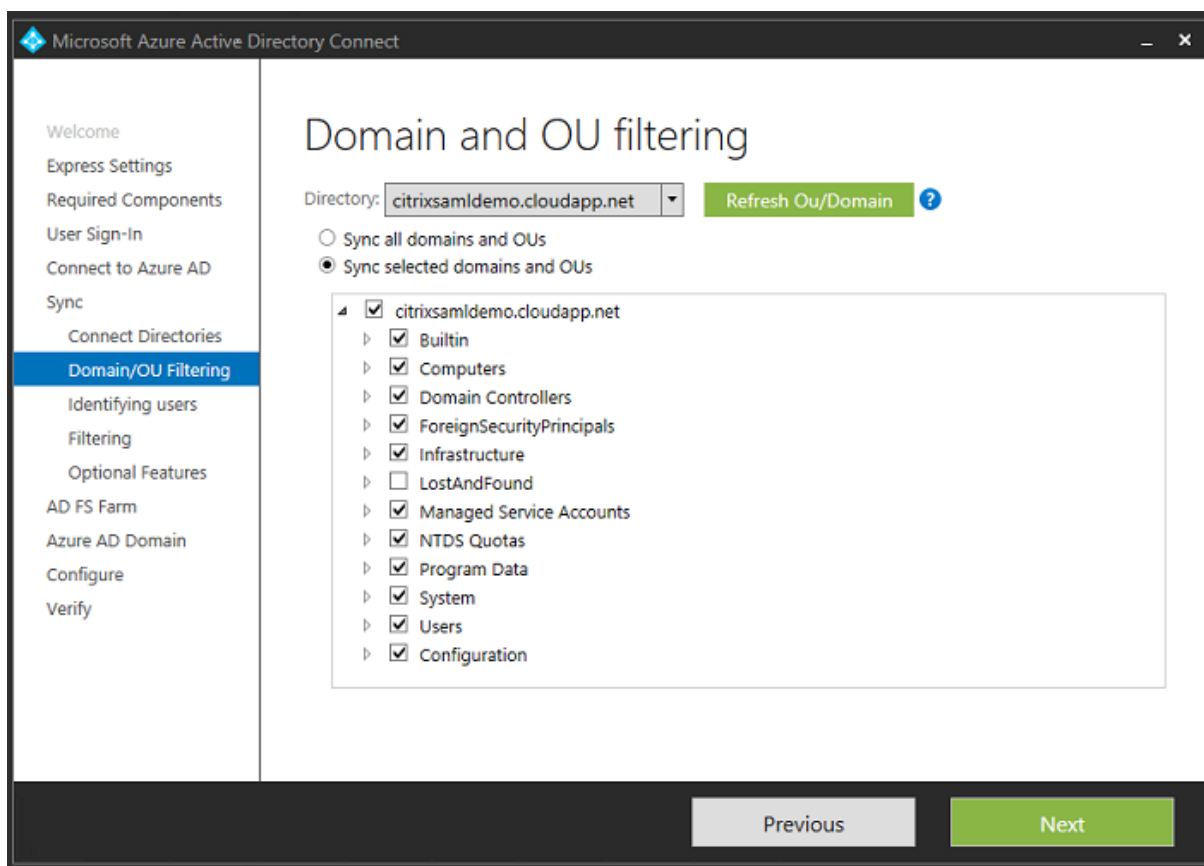 Microsoft Azure Active Directory Connect
Welcome
Express Settings
Required Components
User Sign-In
Connect to Azure AD
Sync
Connect Directories
Domain/OU Filtering
Identifying users
Filtering
Optional Features
AD FS Farm
Azure AD Domain
Configure
Verify
Domain and OU filtering
Directory: citrixsamldemo.cloudapp.net Refresh Ou/Domain ?
Sync all domains and OUs
Sync selected domains and OUs
citrixsamldemo.cloudapp.net
Builtin
Computers
Domain Controllers
ForeignSecurityPrincipals
Infrastructure
LostAndFound
Managed Service Accounts
NTDS Quotas
Program Data
System
Users
Configuration
Previous Next